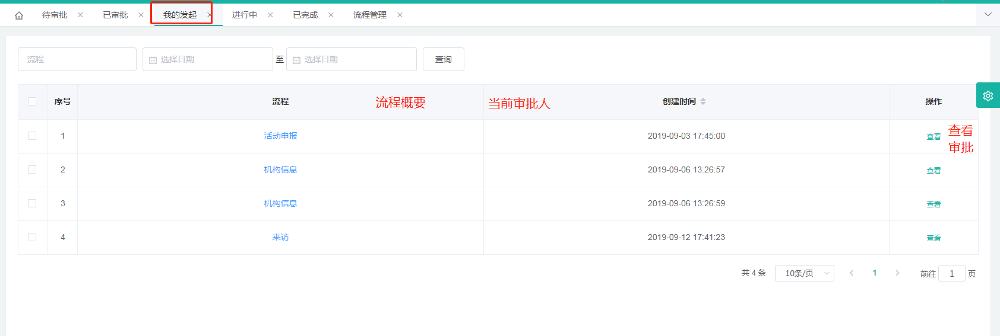 待审批 已审批 我的发起 进行中 已完成 流程管理
流程 选择日期 至 选择日期 查询
序号 流程 流程概要 当前审批人 创建时间 操作
1 活动申报 2019-09-03 17:45:00 查看 查看
审批
2 机构信息 2019-09-06 13:26:57 查看
3 机构信息 2019-09-06 13:26:59 查看
4 来访 2019-09-12 17:41:23 查看
共 4 条 10条/页 1 前往 1 页